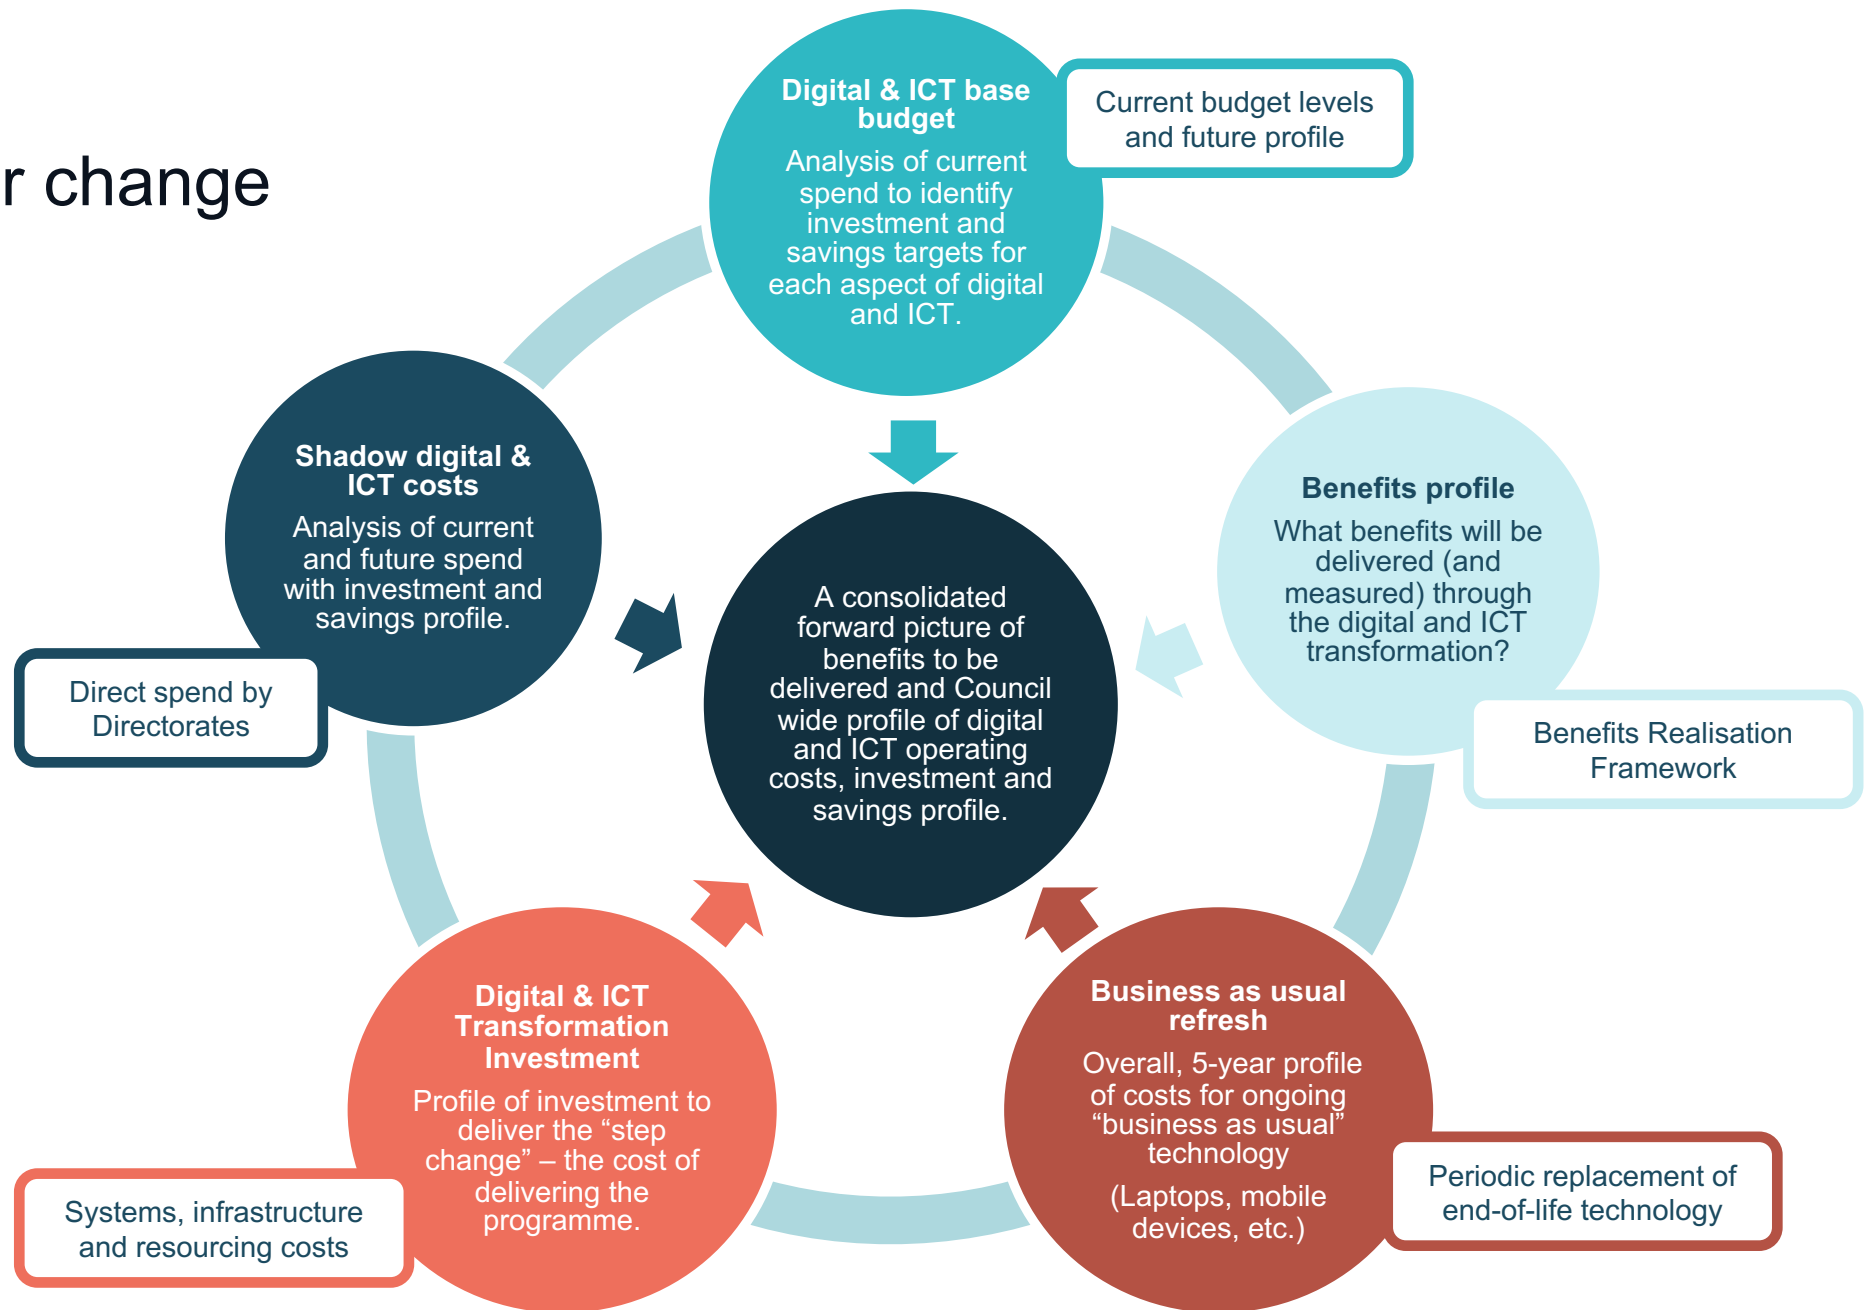 r change
Digital & ICT base
budget
Analysis of current
spend to identify
investment and
savings targets for
each aspect of digital
and ICT.
Current budget levels
and future profile
Shadow digital &
ICT costs
Analysis of current
and future spend
with investment and
savings profile.
Direct spend by
Directorates
Benefits profile
What benefits will be
delivered (and
measured) through
the digital and ICT
transformation?
Benefits Realisation
Framework
A consolidated
forward picture of
benefits to be
delivered and Council
wide profile of digital
and ICT operating
costs, investment and
savings profile.
Digital & ICT
Transformation
Investment
Profile of investment to
deliver the “step
change” – the cost of
delivering the
programme.
Systems, infrastructure
and resourcing costs
Business as usual
refresh
Overall, 5-year profile
of costs for ongoing
“business as usual”
technology
(Laptops, mobile
devices, etc.)
Periodic replacement of
end-of-life technology